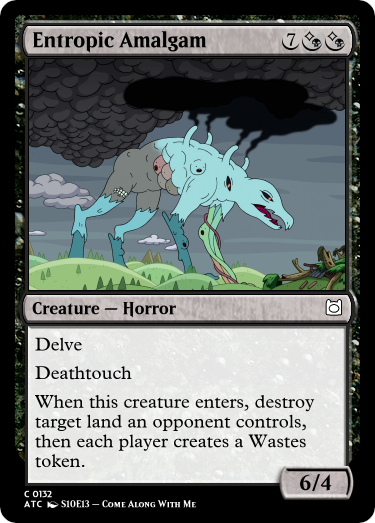 Entropic Amalgam 7
Creature — Horror
Delve
Deathtouch
When this creature enters, destroy
target land an opponent controls,
then each player creates a Wastes
token.
6/4
C 0132
ATC S10E13 – Come Along With Me